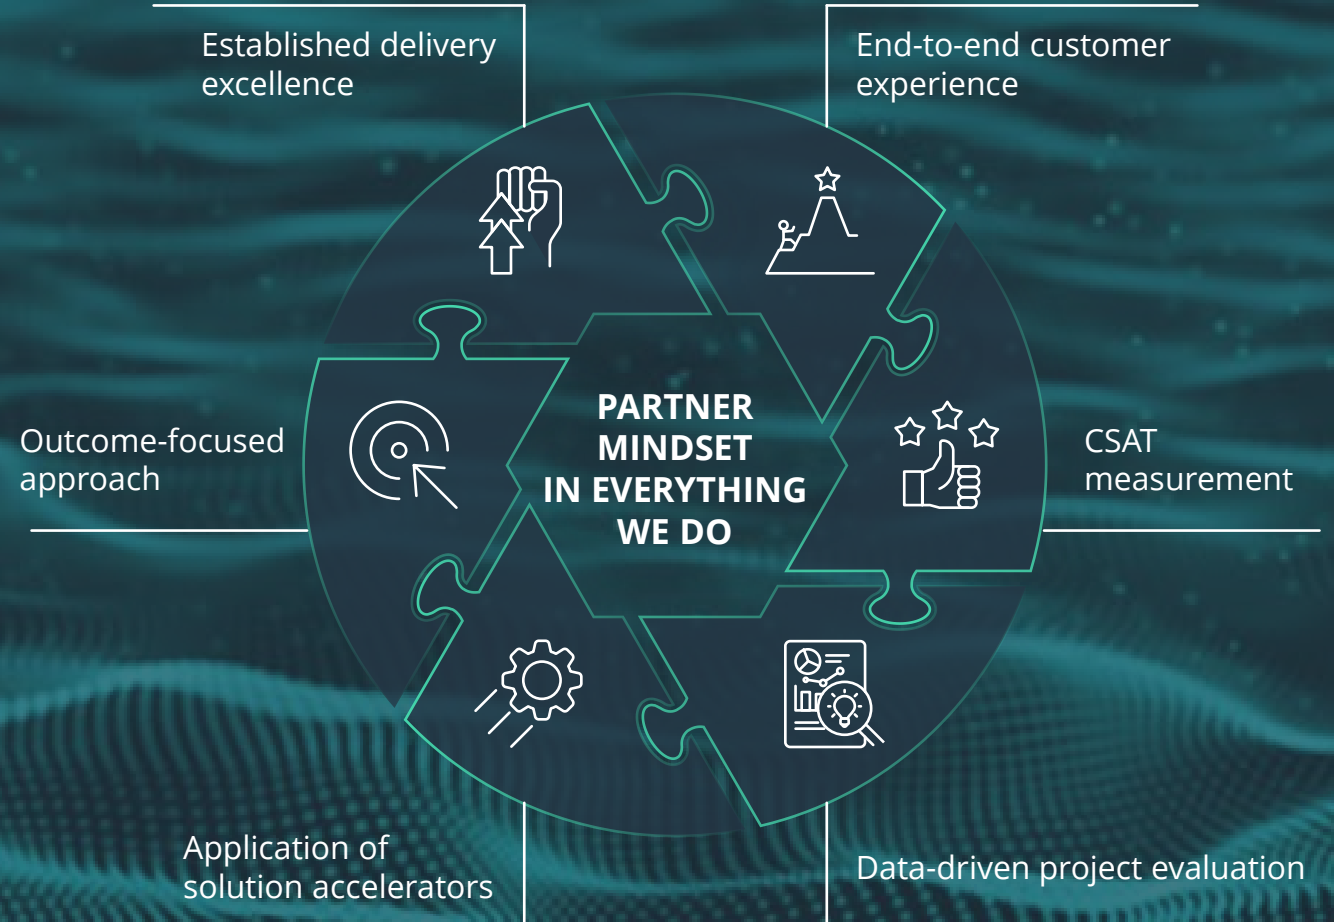 Established delivery
excellence
End-to-end customer
experience
PARTNER
MINDSET
IN EVERYTHING
WE DO
Outcome-focused
approach
CSAT
measurement
Application of
solution accelerators
Data-driven project evaluation